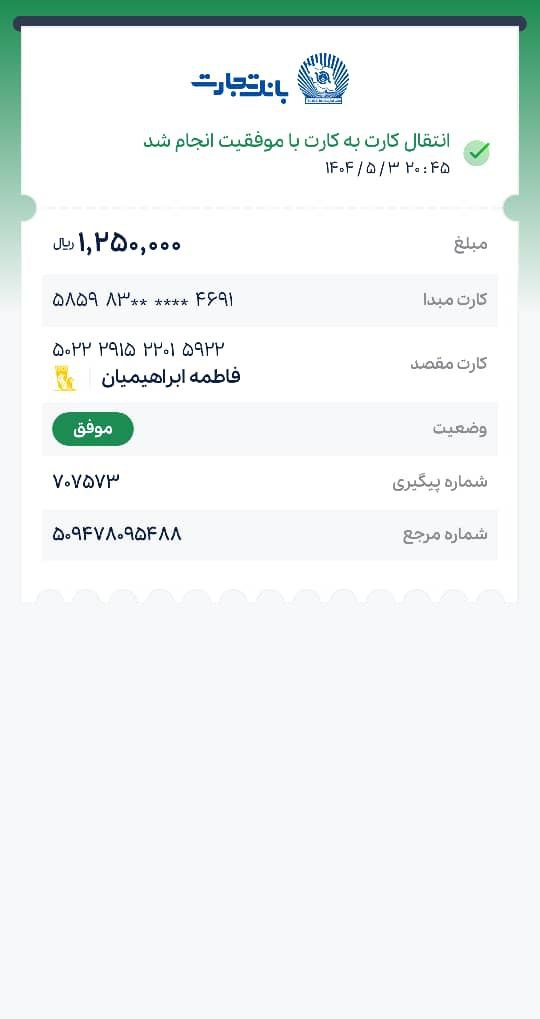 بانک تجارت
انتقال کارت به کارت با موفقیت انجام شد
۲۰:۴۵ ۱۴۰۴/۵/۳
مبلغ ۱,۲۵۰,۰۰۰ ریال
کارت مبدا ۵۸۵۹ ۸۳** **** ۴۶۹۱
کارت مقصد ۵۰۲۲ ۲۹۱۵ ۲۲۰۱ ۵۹۲۲
فاطمه ابراهیمیان
وضعیت موفق
شماره پیگیری ۷۰۷۵۷۳
شماره مرجع ۵۰۹۴۷۸۰۹۵۴۸۸